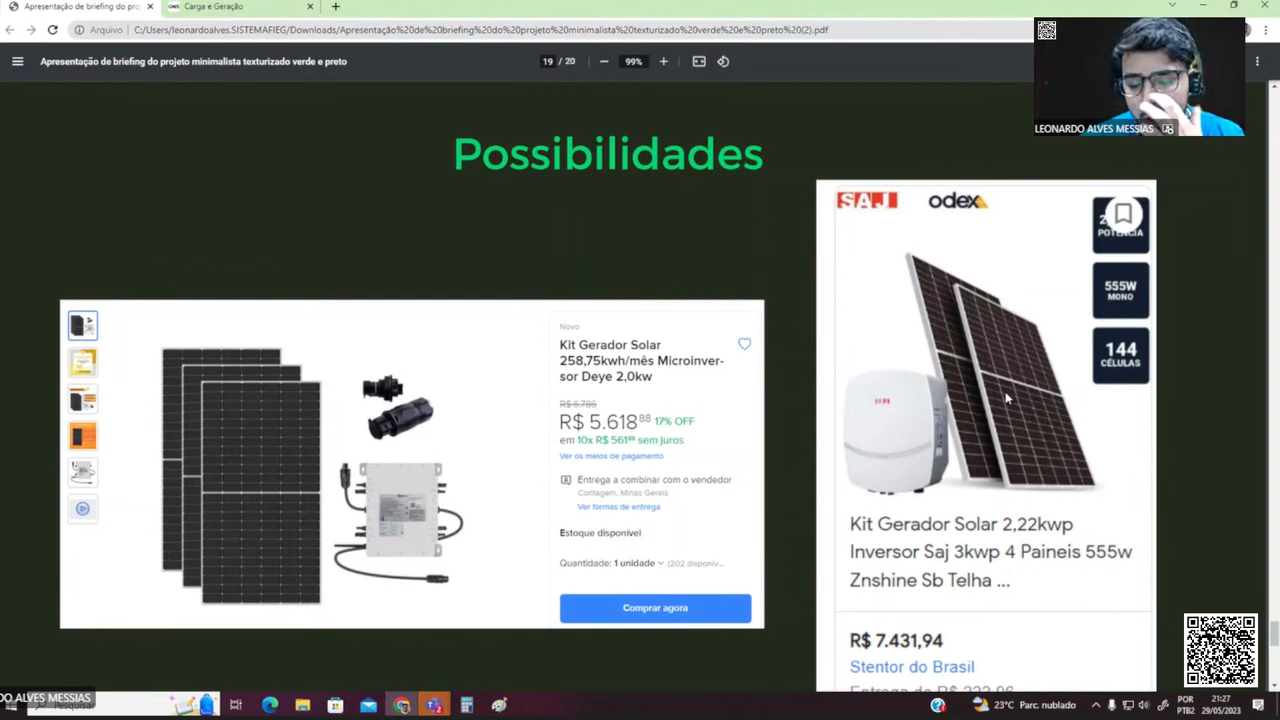 Apresentação de briefing do pro
Carga e Geração
Arquivo
C:/Users/leonardoalves.SISTEMAFIEG/Downloads/Apresentação%20de%20briefing%20do%20projeto%20minimalista%20texturizado%20verde%20e%20preto%20(2).pdf
Apresentação de briefing do projeto minimalista texturizado verde e preto
19 / 20
99%
LEONARDO ALVES MESSIAS
Possibilidades
Novo
Kit Gerador Solar
258,75kwh/mês Microinver-
sor Deye 2,0kw
R$ 6.786
R$ 5.618 88 17% OFF
em 10x R$ 561 89 sem juros
Ver os meios de pagamento
Entrega a combinar com o vendedor
Contagem, Minas Gerais
Ver formas de entrega
Estoque disponível
Quantidade: 1 unidade (202 disponív...
Comprar agora
SAJ odex
POTÊNCIA
555W
MONO
144
CÉLULAS
Kit Gerador Solar 2,22kwp
Inversor Saj 3kwp 4 Paineis 555w
Znshine Sb Telha ...
R$ 7.431,94
Stentor do Brasil
DO ALVES MESSIAS
Pesquisar
23°C Parc. nublado
POR
PTB2
21:27
29/05/2023